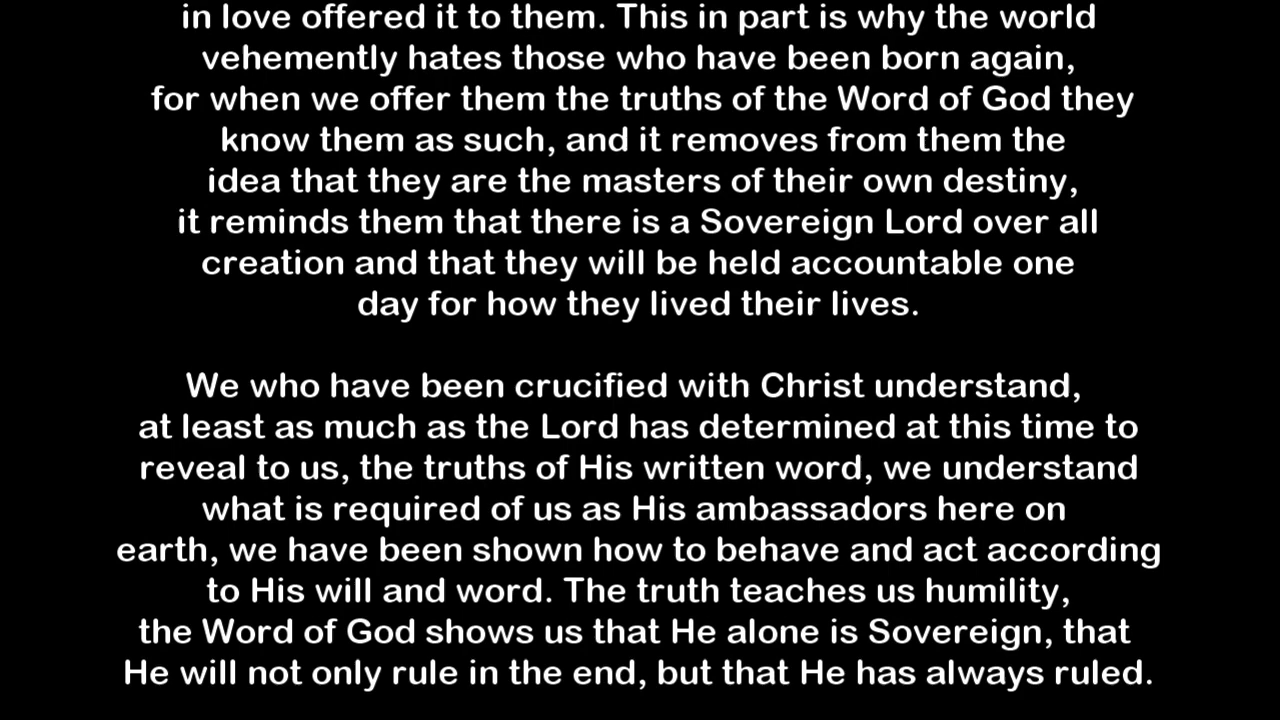 in love offered it to them. This in part is why the world
vehemently hates those who have been born again,
for when we offer them the truths of the Word of God they
know them as such, and it removes from them the
idea that they are the masters of their own destiny,
it reminds them that there is a Sovereign Lord over all
creation and that they will be held accountable one
day for how they lived their lives.
We who have been crucified with Christ understand,
at least as much as the Lord has determined at this time to
reveal to us, the truths of His written word, we understand
what is required of us as His ambassadors here on
earth, we have been shown how to behave and act according
to His will and word. The truth teaches us humility,
the Word of God shows us that He alone is Sovereign, that
He will not only rule in the end, but that He has always ruled.